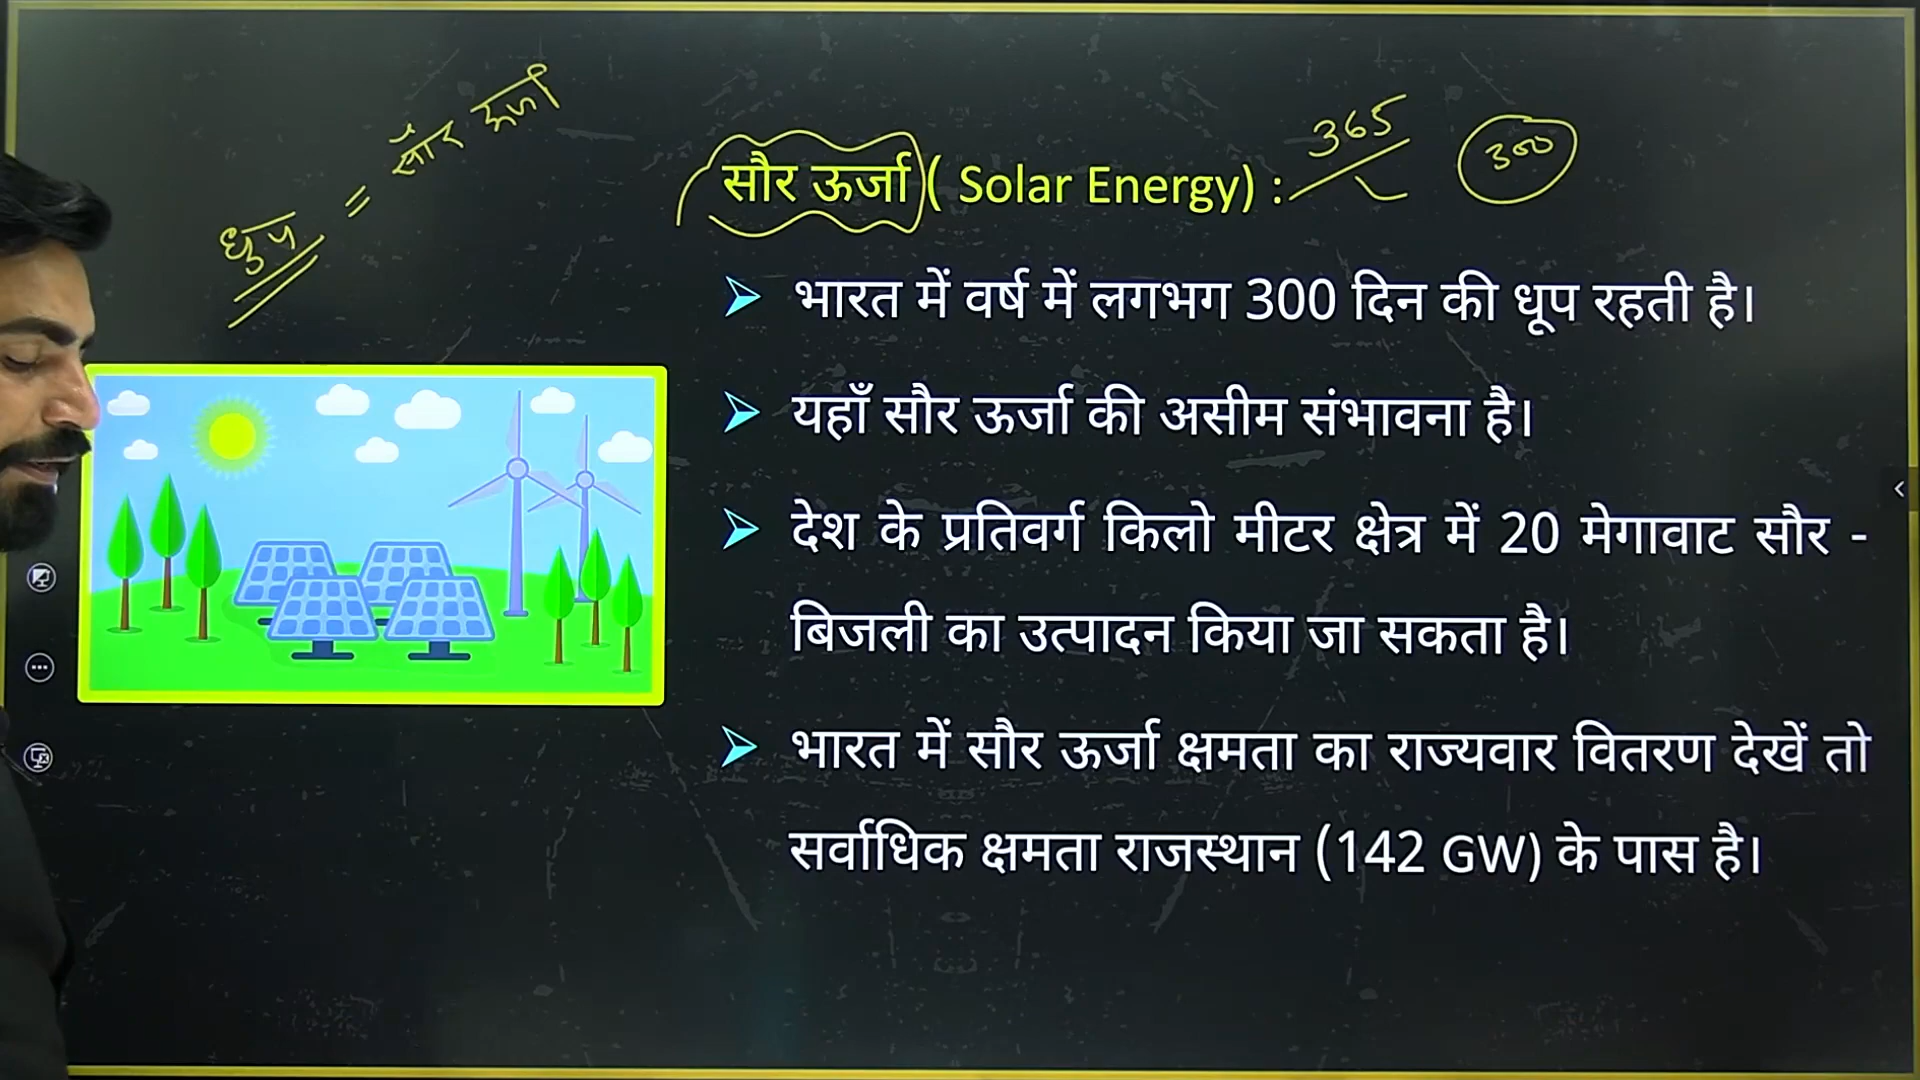 धुप = सौर ऊर्जा
सौर ऊर्जा ( Solar Energy) :
365
300
भारत में वर्ष में लगभग 300 दिन की धूप रहती है।
यहाँ सौर ऊर्जा की असीम संभावना है।
देश के प्रतिवर्ग किलो मीटर क्षेत्र में 20 मेगावाट सौर -
बिजली का उत्पादन किया जा सकता है।
भारत में सौर ऊर्जा क्षमता का राज्यवार वितरण देखें तो
सर्वाधिक क्षमता राजस्थान (142 GW) के पास है।